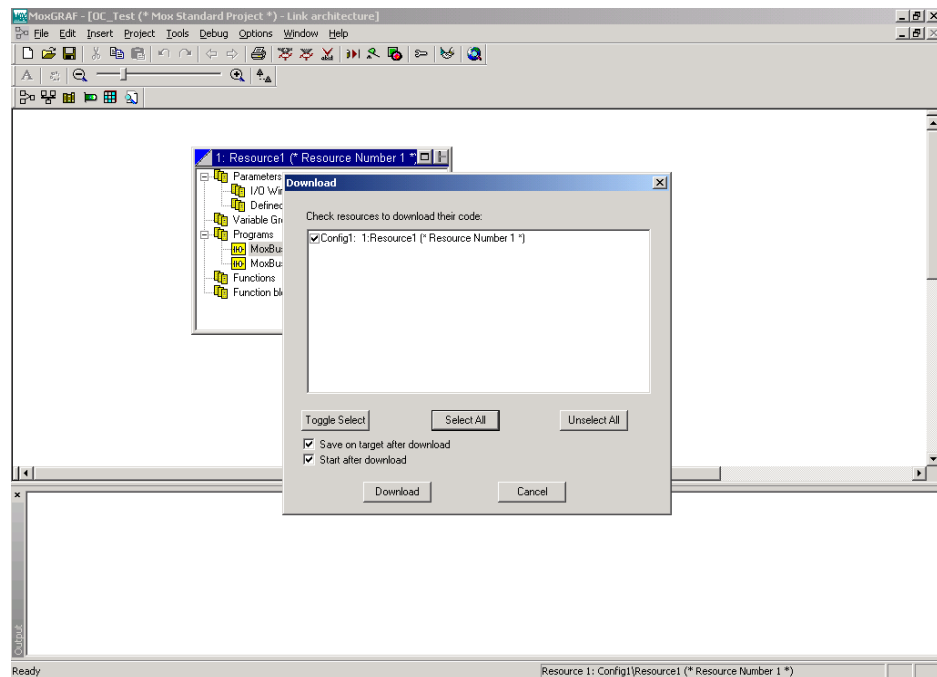 MoxGRAF - [OC_Test (* Mox Standard Project *) - Link architecture]
File Edit Insert Project Tools Debug Options Window Help
1: Resource1 (* Resource Number 1 *)
Parameters
I/O Wir
Defined
Variable Gro
Programs
MoxBu
MoxBu
Functions
Function bl
Download
Check resources to download their code:
Config1: 1:Resource1 (* Resource Number 1 *)
Toggle Select
Select All
Unselect All
Save on target after download
Start after download
Download
Cancel
Output
Ready
Resource 1: Config1\Resource1 (* Resource Number 1 *)